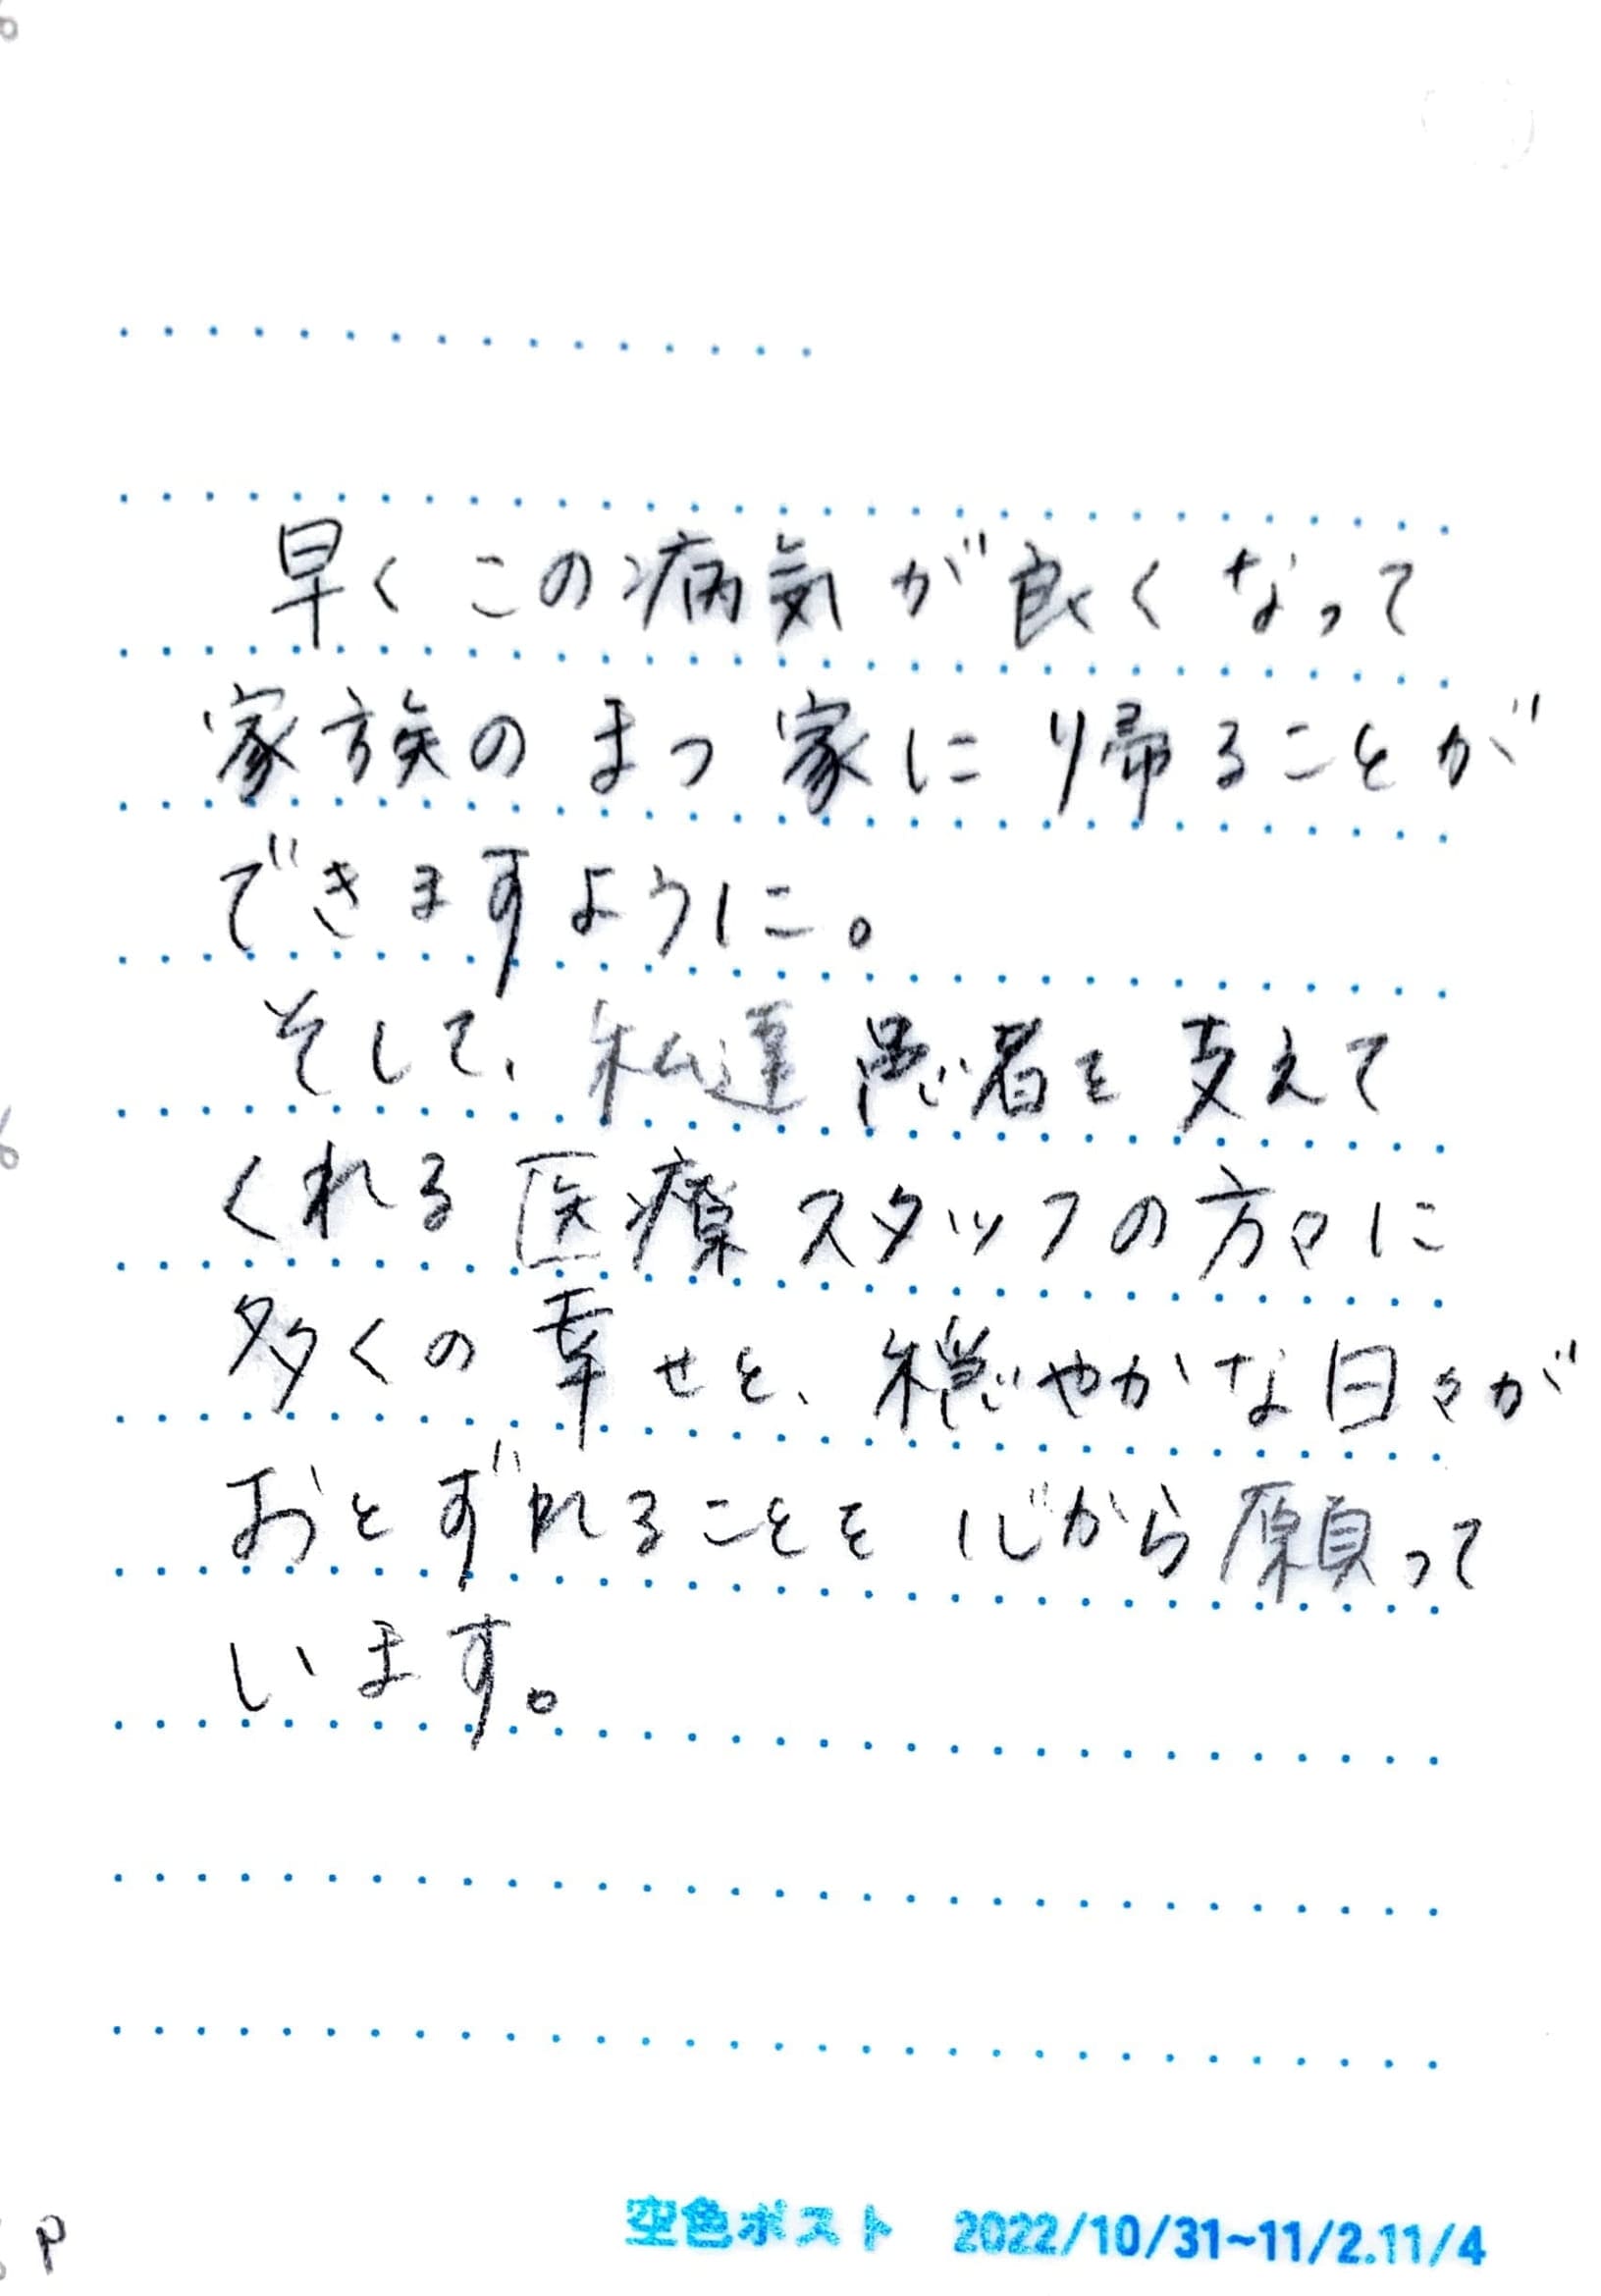 早くこの病気が良くなって
家族のまつ家に帰ることが
できますように。
そして、私達患者を支えて
くれる医療スタッフの方々に
多くの幸せと、穏やかな日々が
おとずれることを心から願って
います。
空色ポスト 2022/10/31~11/2.11/4